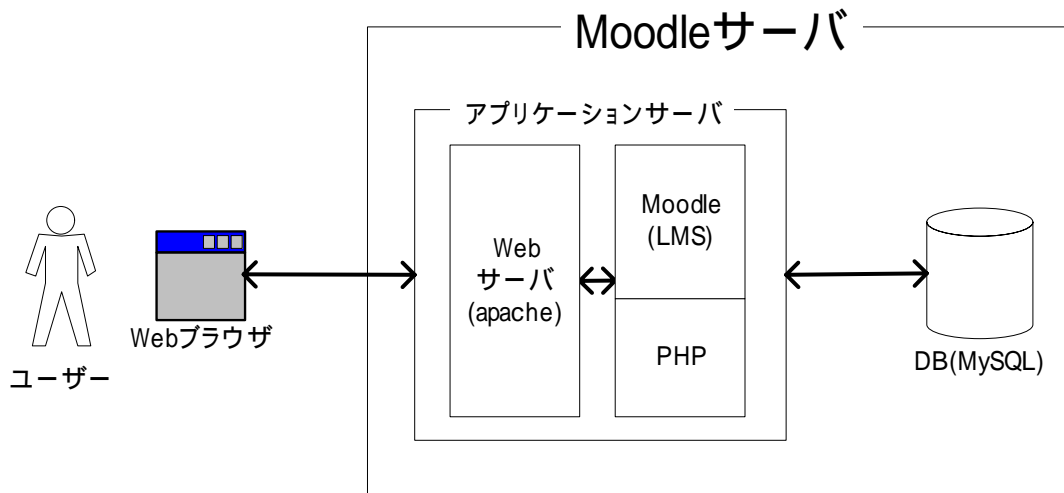 Moodleサーバ
アプリケーションサーバ
Web
サーバ
(apache)
Moodle
(LMS)
PHP
Webブラウザ
ユーザー
DB(MySQL)